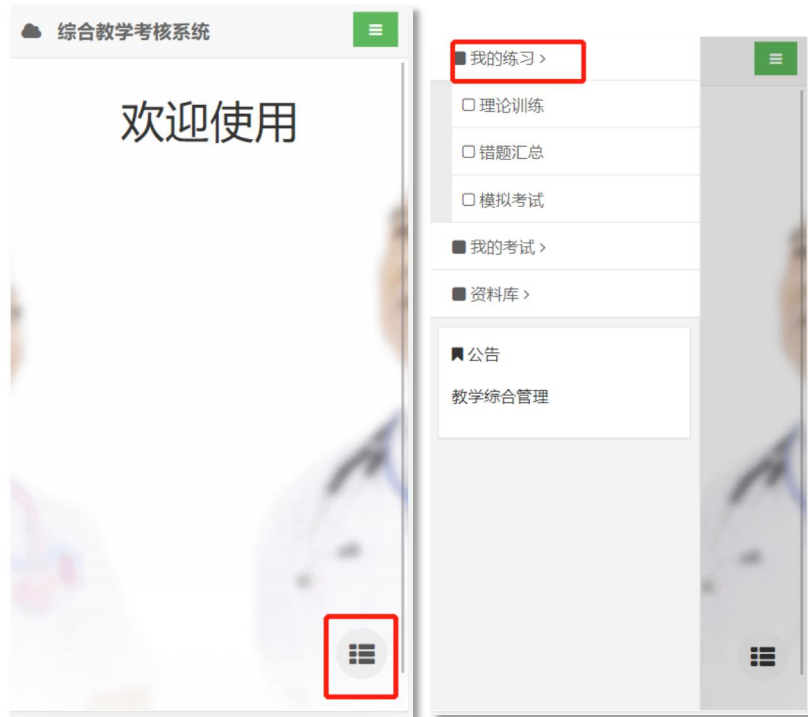 综合教学考核系统
欢迎使用
我的练习 >
理论训练
错题汇总
模拟考试
我的考试 >
资料库 >
公告
教学综合管理